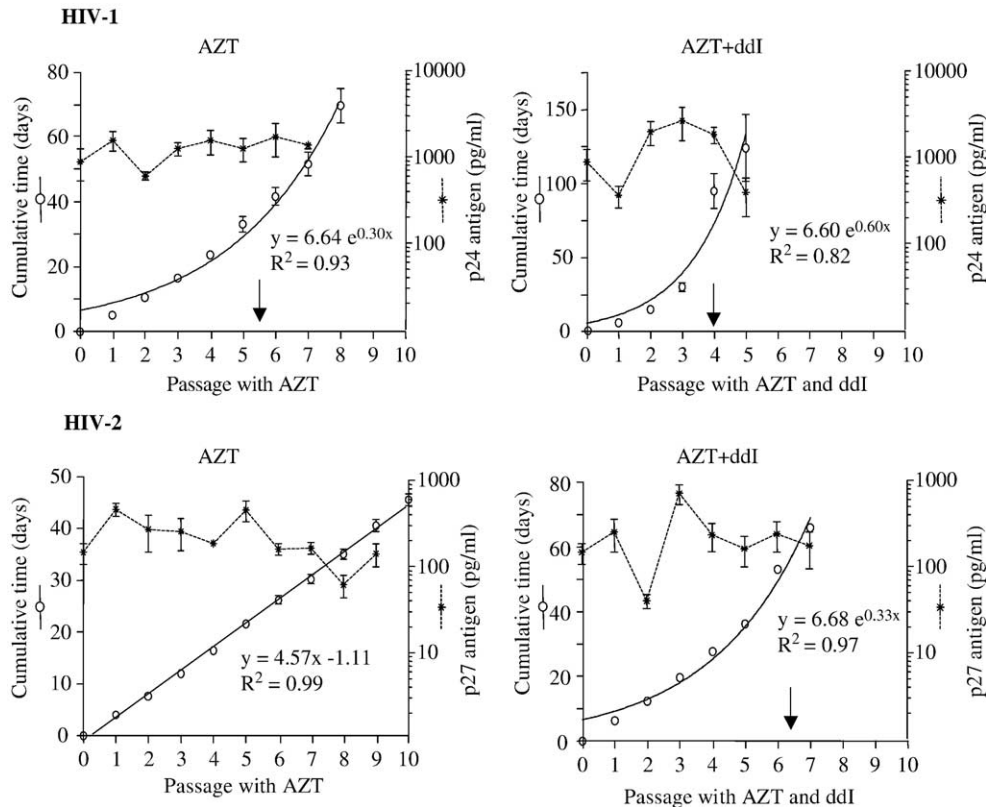 HIV-1
AZT
Cumulative time (days)
80
60
40
20
0
10000
1000
100
p24 antigen (pg/ml)
y = 6.64 e^0.30x
R² = 0.93
0 1 2 3 4 5 6 7 8 9 10
Passage with AZT
AZT+ddI
Cumulative time (days)
150
125
100
75
50
25
0
10000
1000
100
p24 antigen (pg/ml)
y = 6.60 e^0.60x
R² = 0.82
0 1 2 3 4 5 6 7 8 9 10
Passage with AZT and ddI
HIV-2
AZT
Cumulative time (days)
50
40
30
20
10
0
1000
100
10
p27 antigen (pg/ml)
y = 4.57x -1.11
R² = 0.99
0 1 2 3 4 5 6 7 8 9 10
Passage with AZT
AZT+ddI
Cumulative time (days)
80
60
40
20
0
1000
100
10
p27 antigen (pg/ml)
y = 6.68 e^0.33x
R² = 0.97
0 1 2 3 4 5 6 7 8 9 10
Passage with AZT and ddI